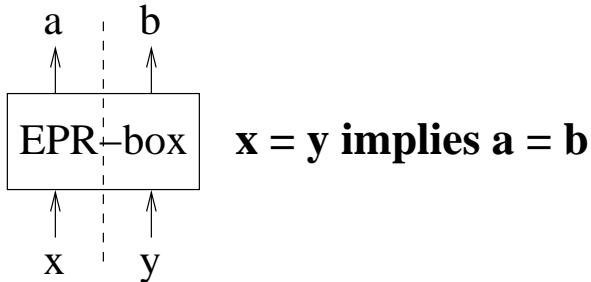 a b
EPR-box x = y implies a = b
x y